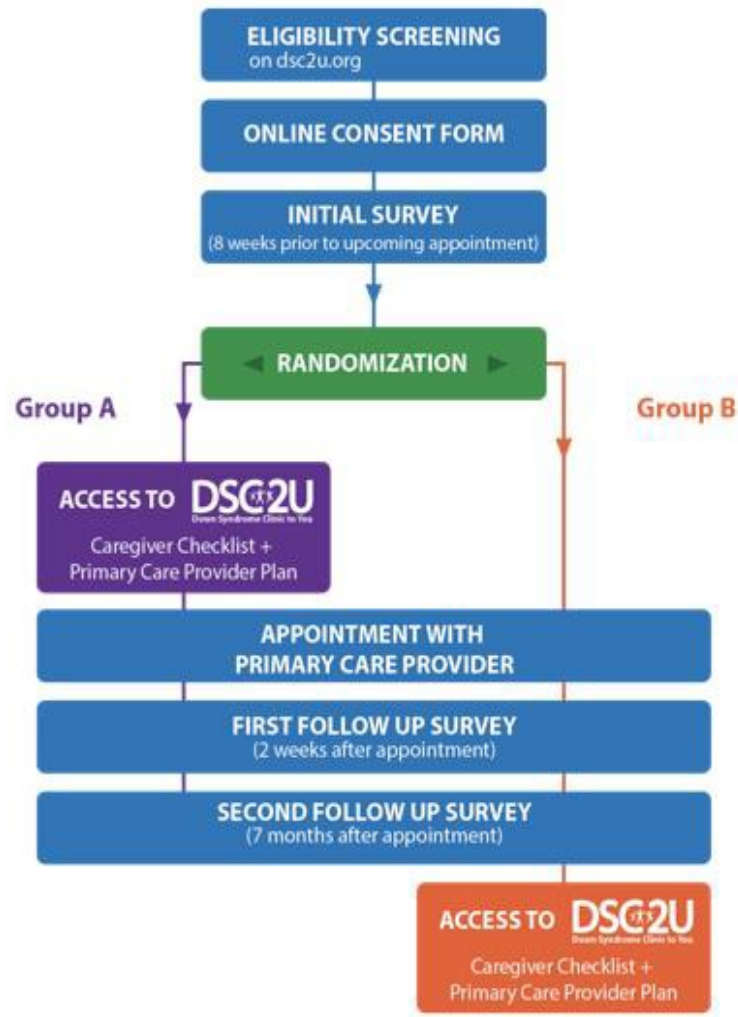 ELIGIBILITY SCREENING
on dsc2u.org
ONLINE CONSENT FORM
INITIAL SURVEY
(8 weeks prior to upcoming appointment)
RANDOMIZATION
Group A
Group B
ACCESS TO DSC2U
Down Syndrome Clinic to You
Caregiver Checklist +
Primary Care Provider Plan
APPOINTMENT WITH
PRIMARY CARE PROVIDER
FIRST FOLLOW UP SURVEY
(2 weeks after appointment)
SECOND FOLLOW UP SURVEY
(7 months after appointment)
ACCESS TO DSC2U
Down Syndrome Clinic to You
Caregiver Checklist +
Primary Care Provider Plan